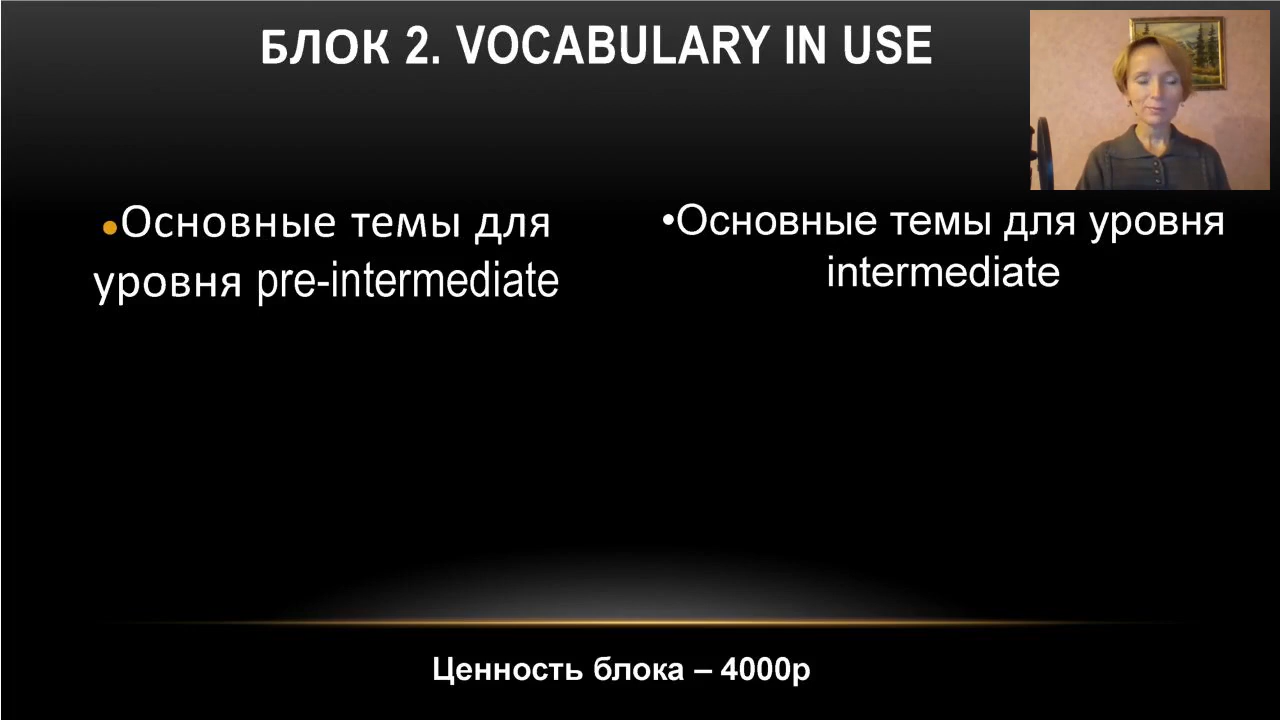 БЛОК 2. VOCABULARY IN USE
•Основные темы для
уровня pre-intermediate
•Основные темы для уровня
intermediate
Ценность блока – 4000р